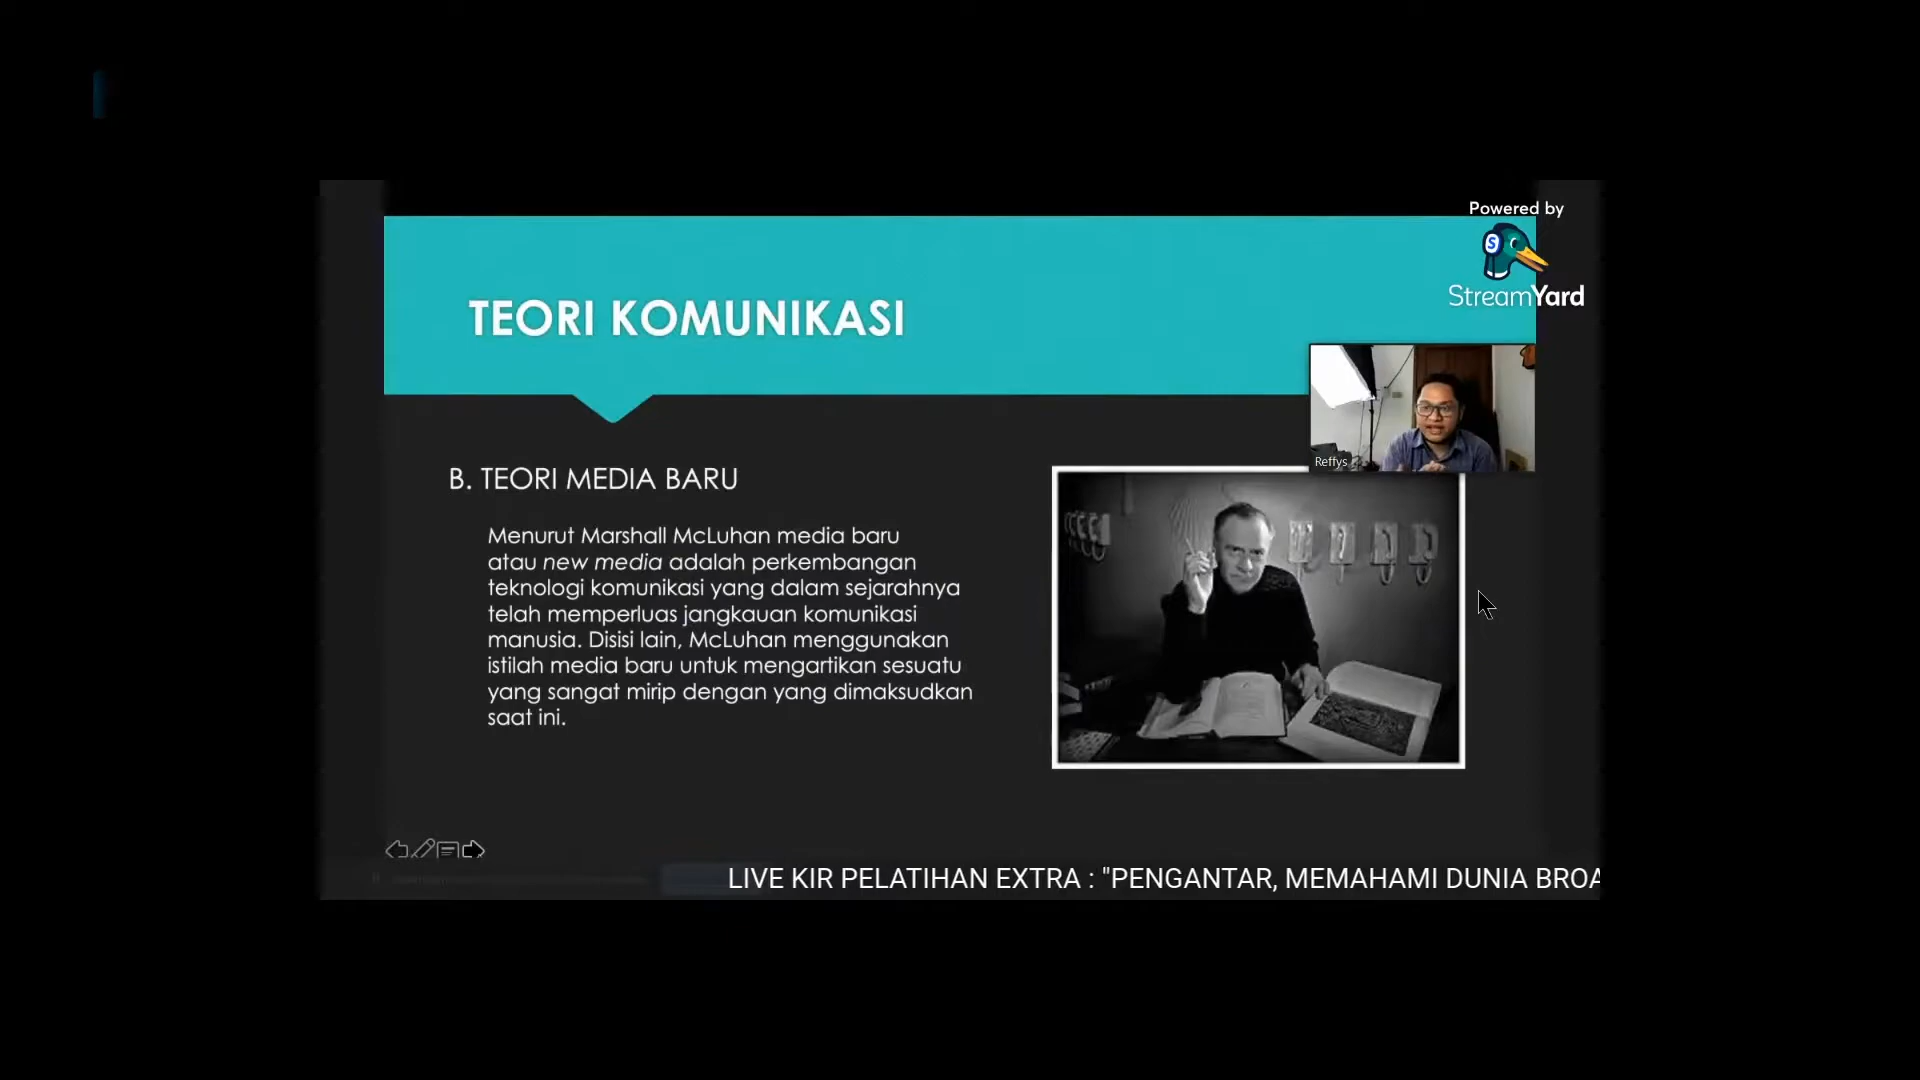 Powered by
StreamYard
TEORI KOMUNIKASI
Reffys
B. TEORI MEDIA BARU
Menurut Marshall McLuhan media baru
atau new media adalah perkembangan
teknologi komunikasi yang dalam sejarahnya
telah memperluas jangkauan komunikasi
manusia. Disisi lain, McLuhan menggunakan
istilah media baru untuk mengartikan sesuatu
yang sangat mirip dengan yang dimaksudkan
saat ini.
LIVE KIR PELATIHAN EXTRA : "PENGANTAR, MEMAHAMI DUNIA BROA